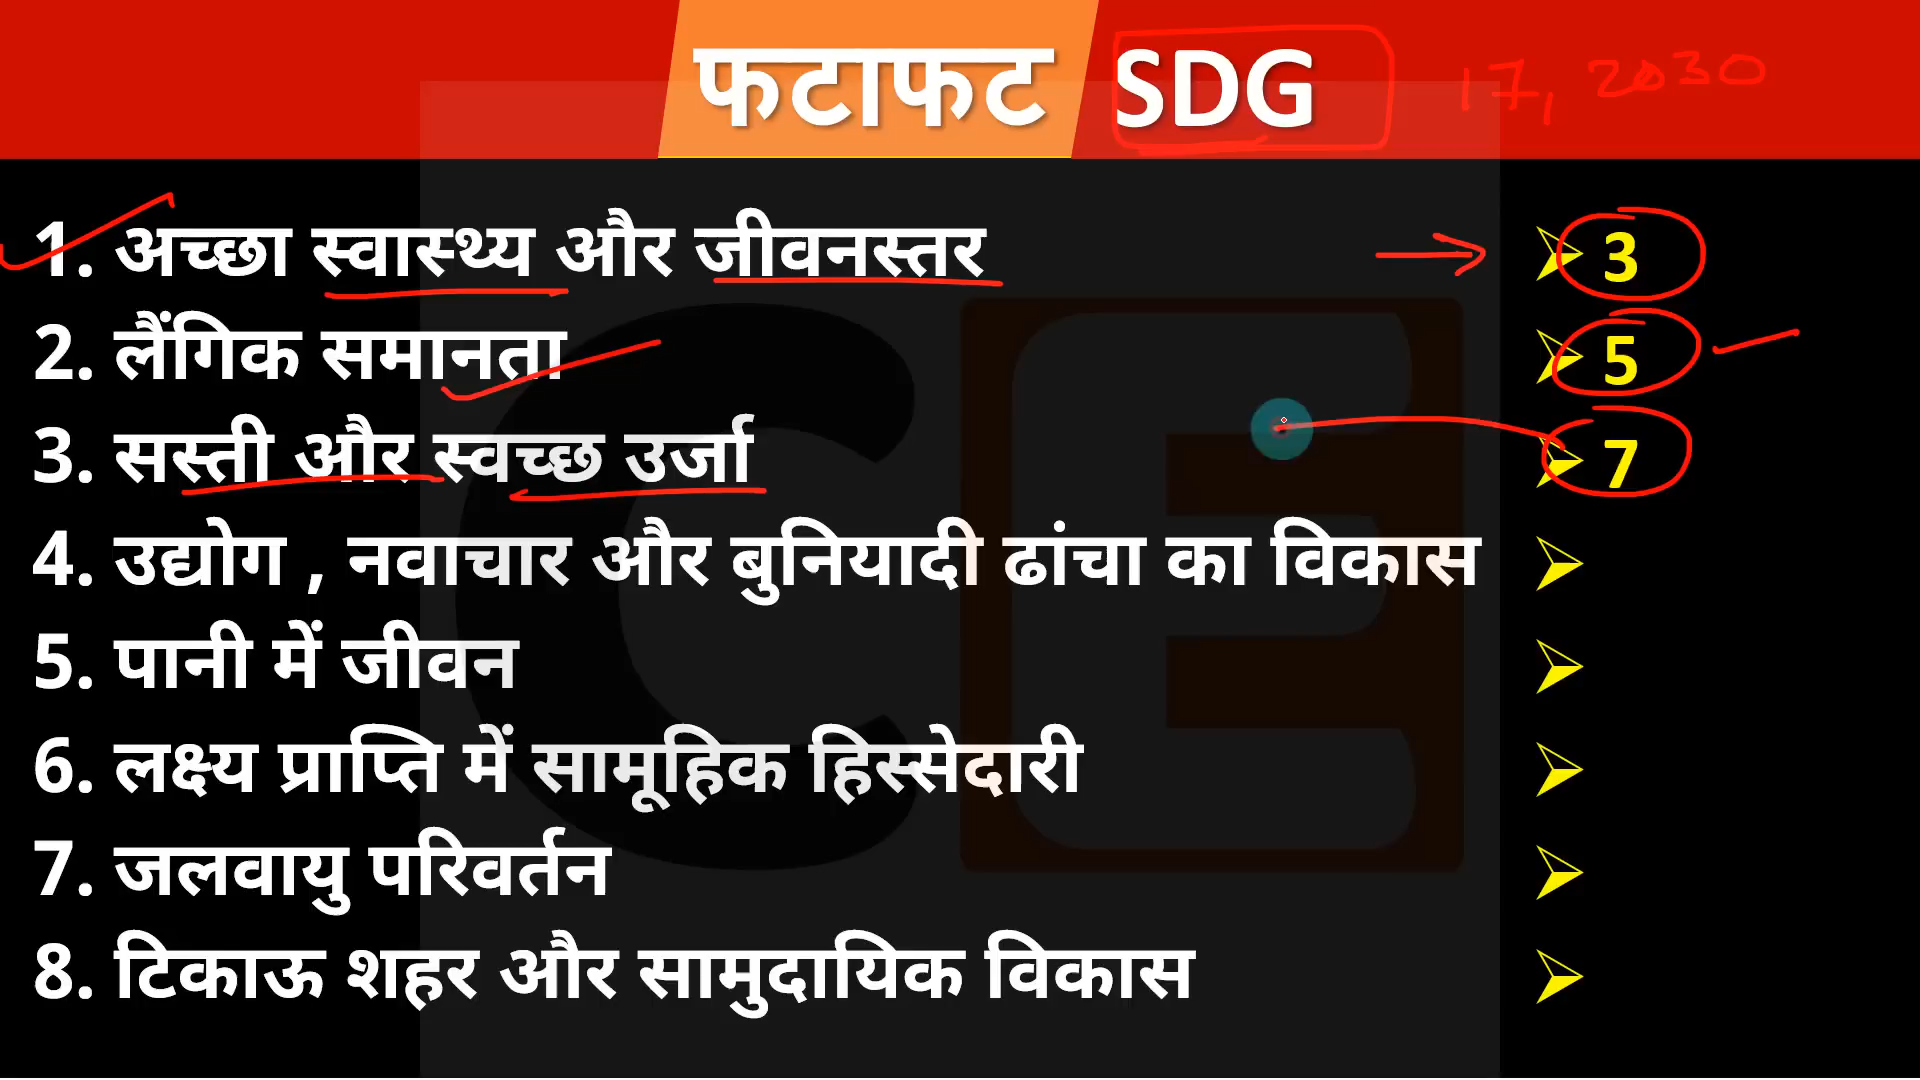 फटाफट SDG 17, 2030
1. अच्छा स्वास्थ्य और जीवनस्तर 3
2. लैंगिक समानता 5
3. सस्ती और स्वच्छ उर्जा 7
4. उद्योग , नवाचार और बुनियादी ढांचा का विकास
5. पानी में जीवन
6. लक्ष्य प्राप्ति में सामूहिक हिस्सेदारी
7. जलवायु परिवर्तन
8. टिकाऊ शहर और सामुदायिक विकास
CE